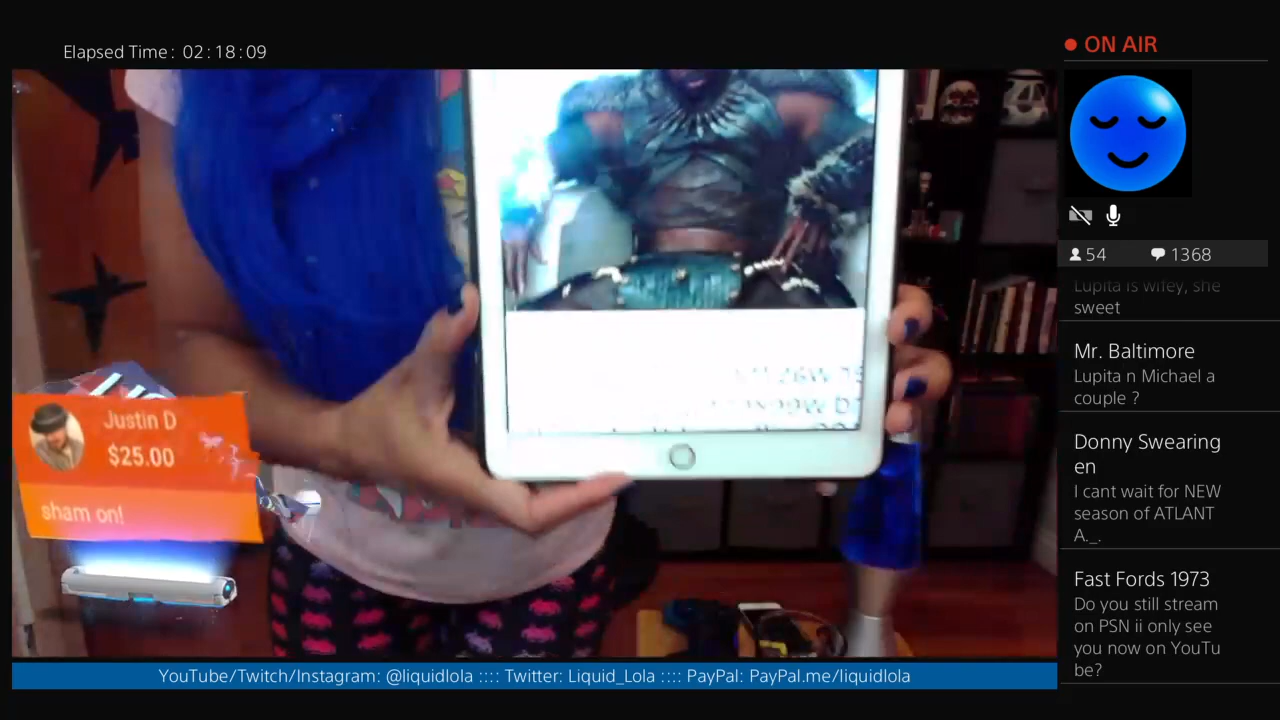 Elapsed Time: 02:18:09
ON AIR
54
1368
Lupita is wifey, she
sweet
Mr. Baltimore
Lupita n Michael a
couple ?
Donny Swearing
en
I cant wait for NEW
season of ATLANT
A._.
Fast Fords 1973
Do you still stream
on PSN ii only see
you now on YouTu
be?
Justin D
$25.00
sham on!
YouTube/Twitch/Instagram: @liquidlola :::: Twitter: Liquid_Lola :::: PayPal: PayPal.me/liquidlola